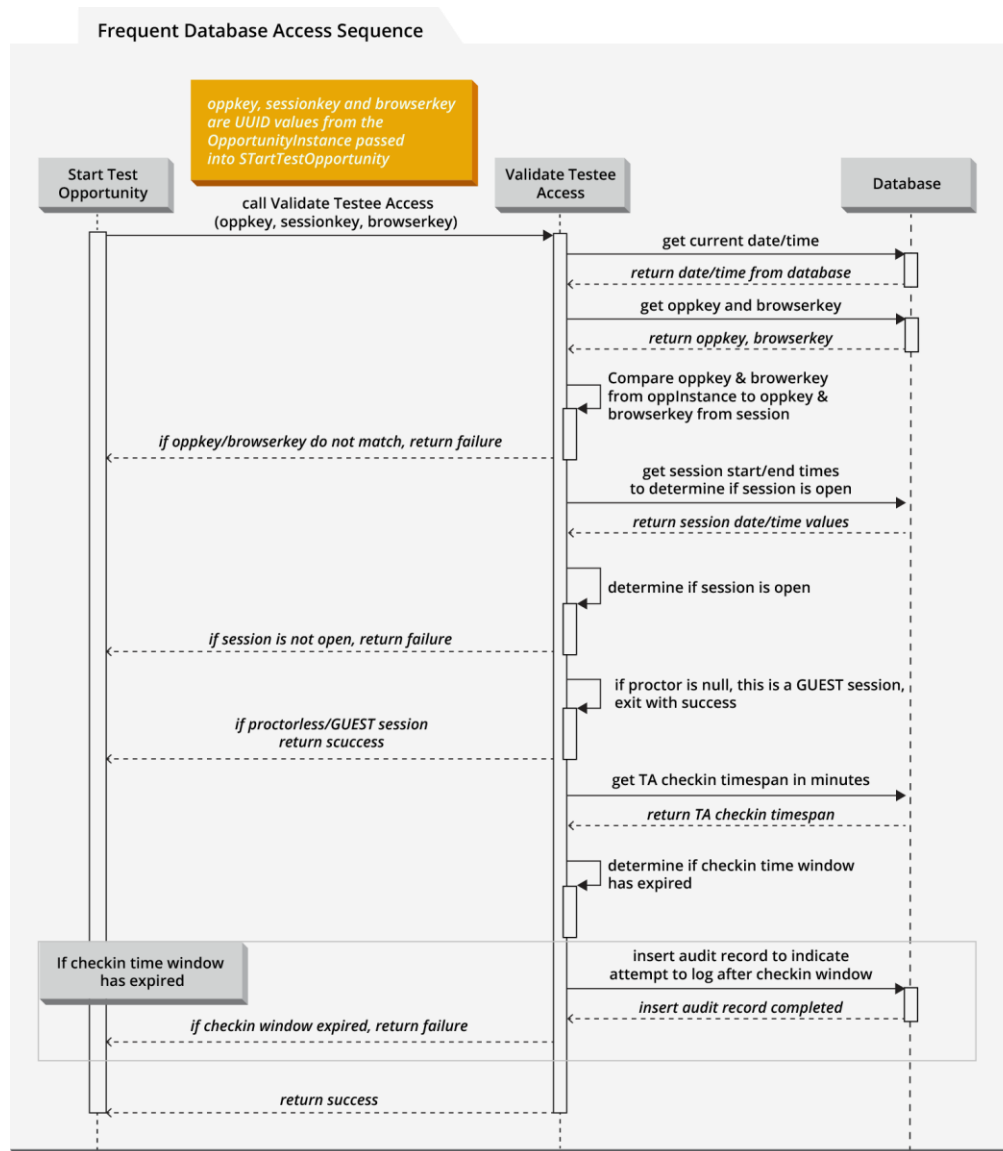 Frequent Database Access Sequence
oppkey, sessionkey and browserkey
are UUID values from the
OpportunityInstance passed
into STartTestOpportunity
Start Test
Opportunity
Validate Testee
Access
Database
call Validate Testee Access
(oppkey, sessionkey, browserkey)
get current date/time
return date/time from database
get oppkey and browserkey
return oppkey, browserkey
Compare oppkey & browerkey
from oppInstance to oppkey &
browserkey from session
if oppkey/browserkey do not match, return failure
get session start/end times
to determine if session is open
return session date/time values
determine if session is open
if session is not open, return failure
if proctor is null, this is a GUEST session,
exit with success
if proctorless/GUEST session
return scuccess
get TA checkin timespan in minutes
return TA checkin timespan
determine if checkin time window
has expired
If checkin time window
has expired
insert audit record to indicate
attempt to log after checkin window
insert audit record completed
if checkin window expired, return failure
return success